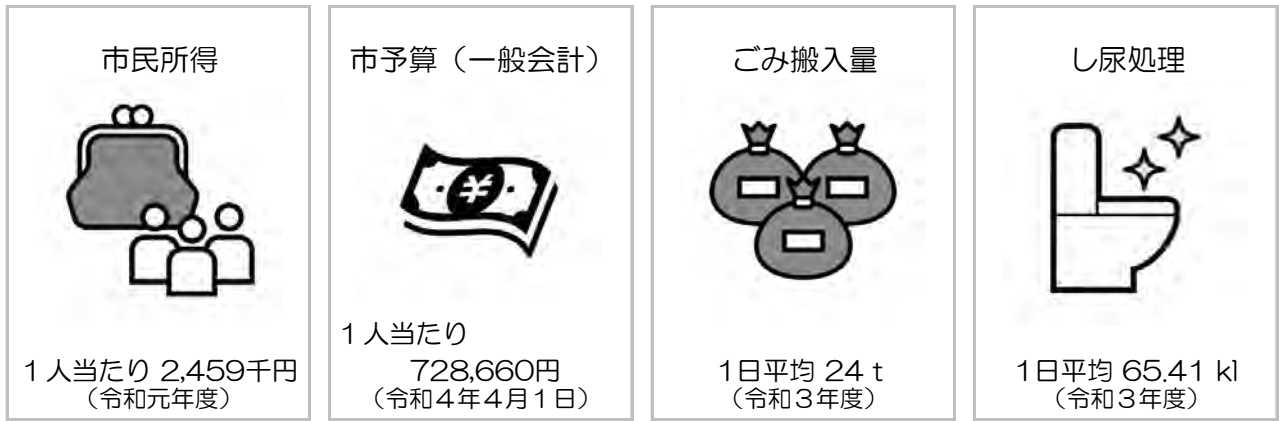 市民所得
１人当たり 2,459千円
（令和元年度）
市予算（一般会計）
¥
１人当たり
728,660円
（令和４年４月１日）
ごみ搬入量
1日平均 24ｔ
（令和３年度）
し尿処理
1日平均 65.41 kl
（令和３年度）